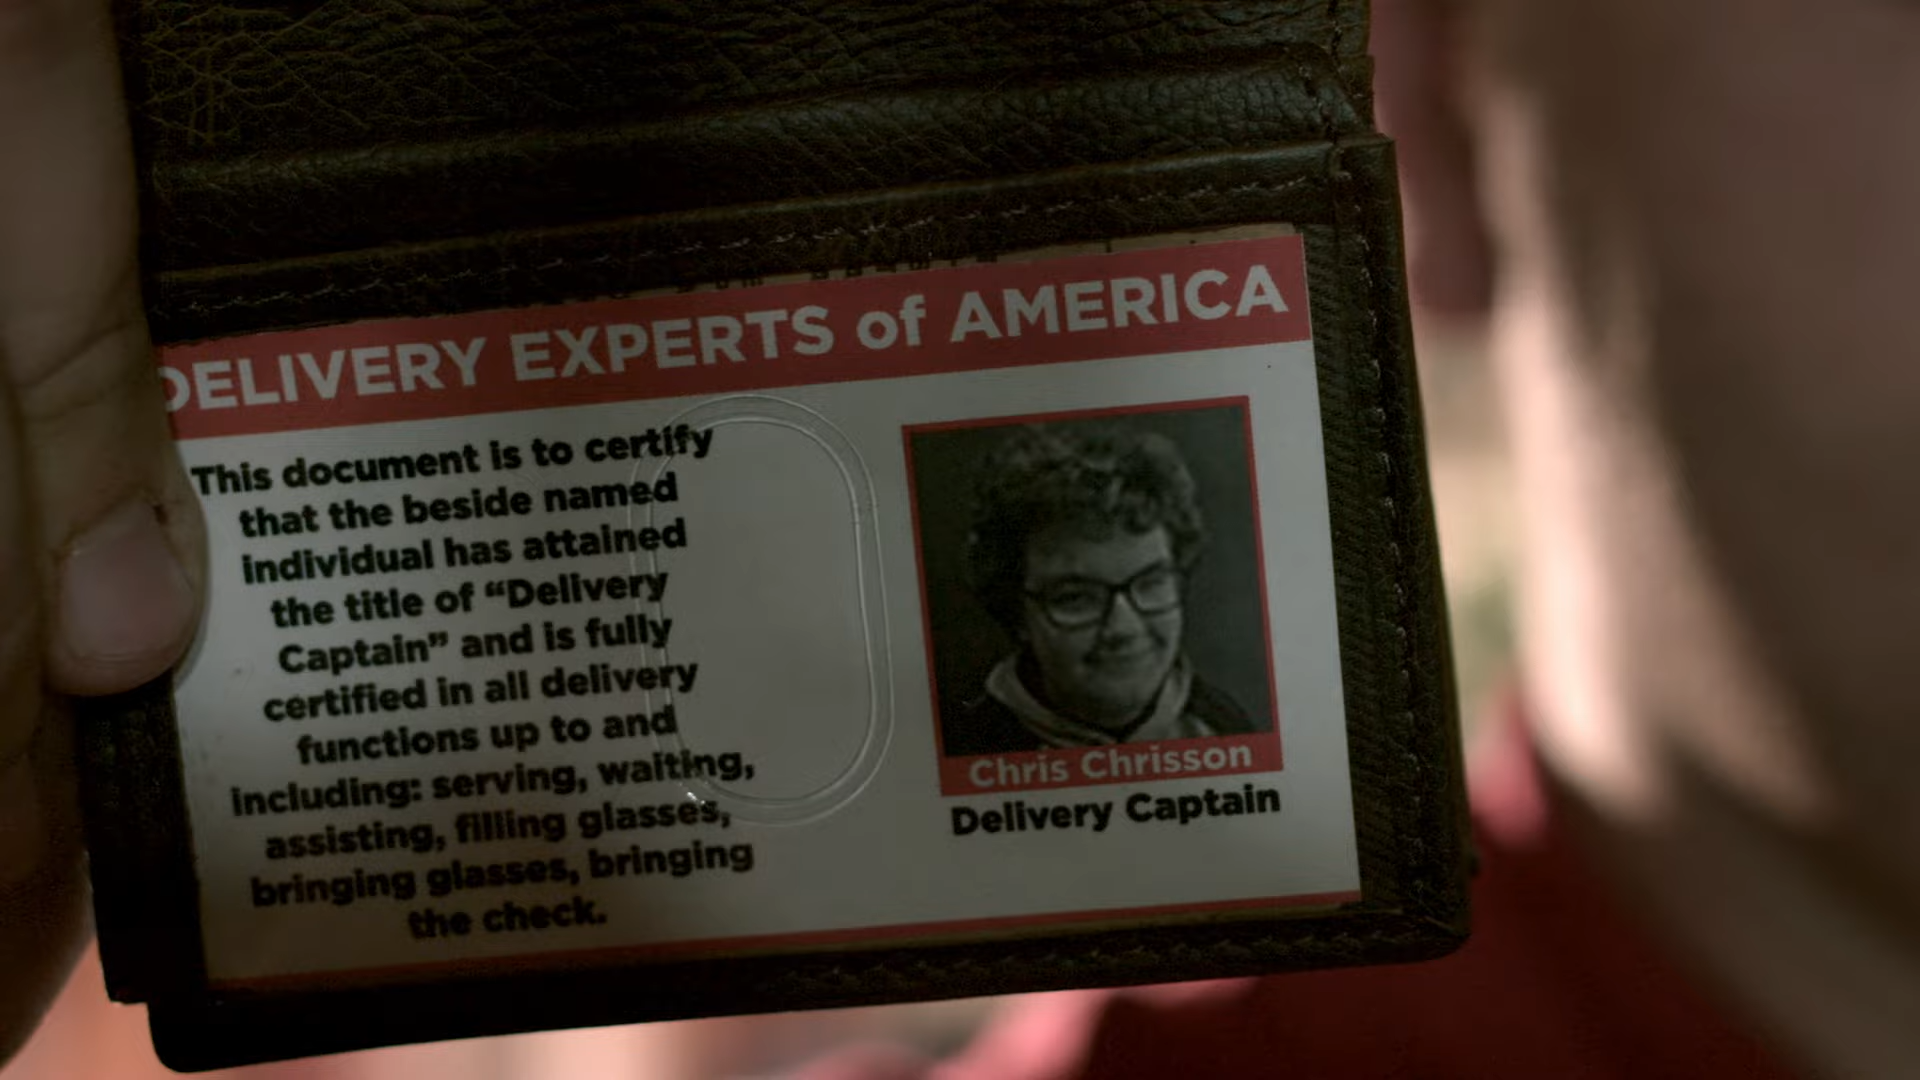 DELIVERY EXPERTS of AMERICA
This document is to certify
that the beside named
individual has attained
the title of “Delivery
Captain” and is fully
certified in all delivery
functions up to and
including: serving, waiting,
assisting, filling glasses,
bringing glasses, bringing
the check.
Chris Chrisson
Delivery Captain